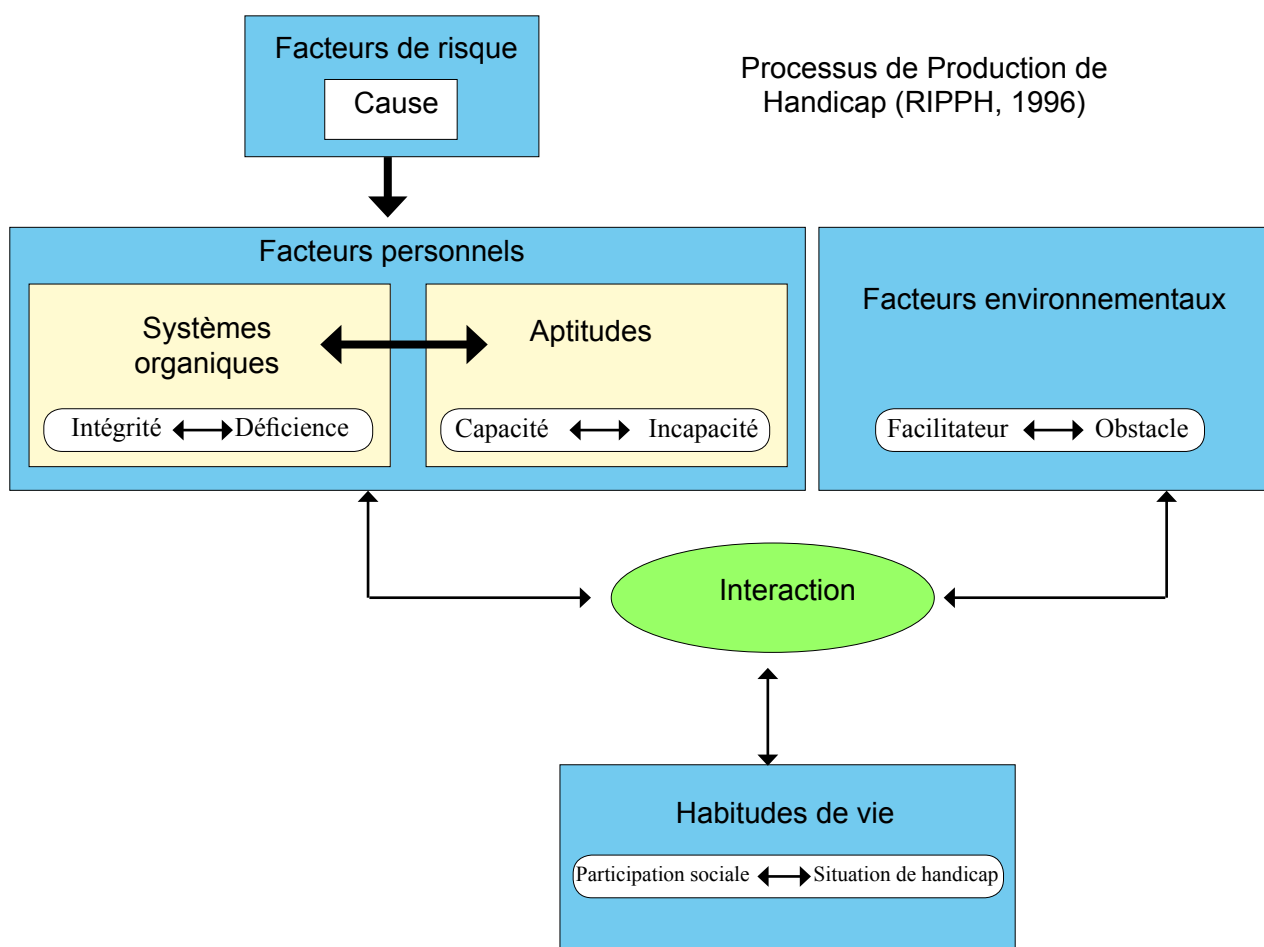 Facteurs de risque
Cause
Processus de Production de
Handicap (RIPPH, 1996)
Facteurs personnels
Systèmes
organiques
Intégrité Déficience
Aptitudes
Capacité Incapacité
Facteurs environnementaux
Facilitateur Obstacle
Interaction
Habitudes de vie
Participation sociale Situation de handicap